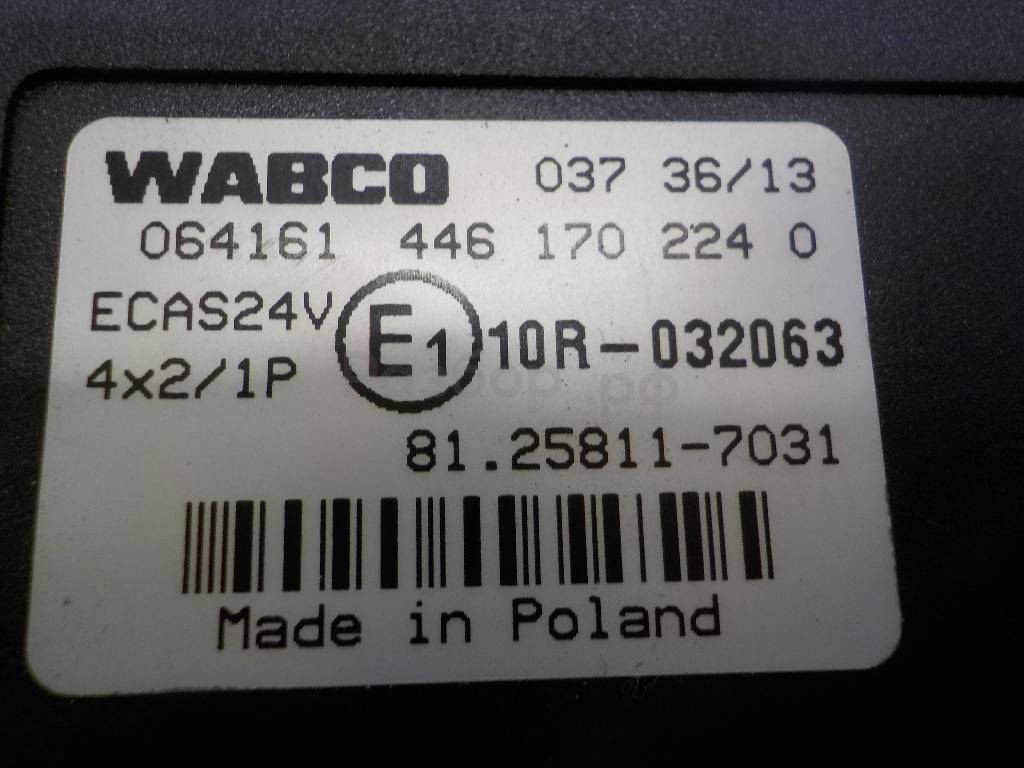 WABCO 037 36/13
064161 446 170 224 0
ECAS24V E1 10R-032063
4x2/1P
81.25811-7031
Made in Poland